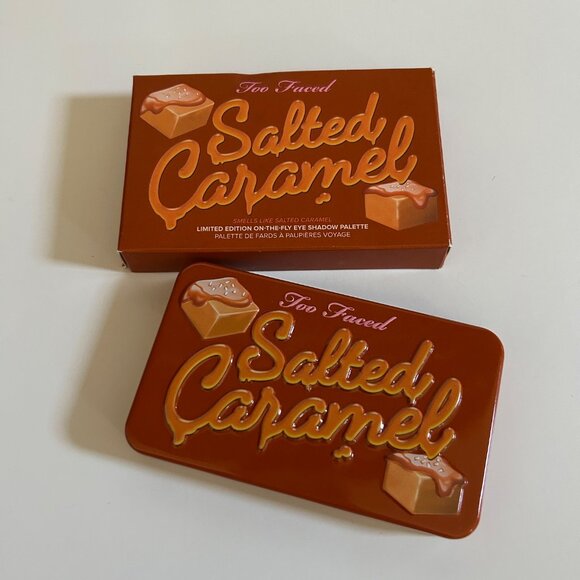 Too Faced
Salted
Caramel
SMELLS LIKE SALTED CARAMEL
LIMITED EDITION ON-THE-FLY EYE SHADOW PALETTE
PALETTE DE FARDS À PAUPIÈRES VOYAGE
Too Faced
Salted
Caramel